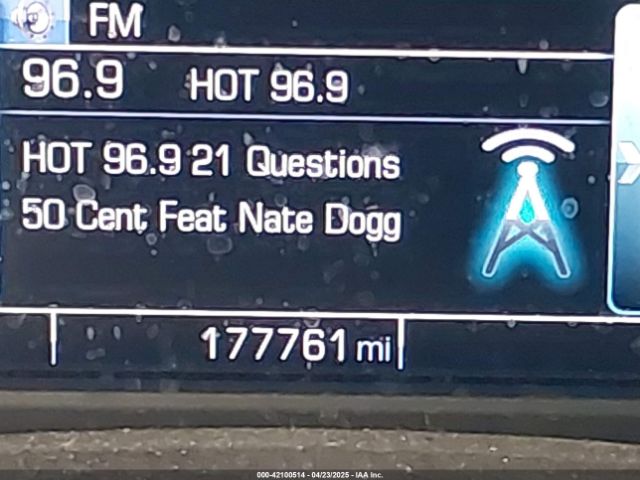 FM
96.9 HOT 96.9
HOT 96.9 21 Questions
50 Cent Feat Nate Dogg
177761 mi
000-42100514 - 04/23/2025 - IAA Inc.